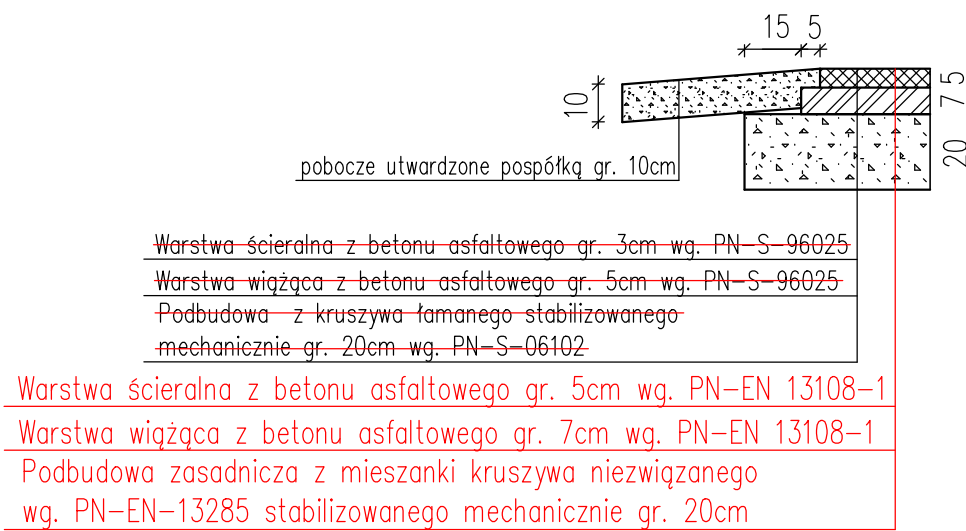 15 5
10
7 5
20
pobocze utwardzone pospółką gr. 10cm
Warstwa ścieralna z betonu asfaltowego gr. 3cm wg. PN-S-96025
Warstwa wiążąca z betonu asfaltowego gr. 5cm wg. PN-S-96025
Podbudowa z kruszywa łamanego stabilizowanego
mechanicznie gr. 20cm wg. PN-S-06102
Warstwa ścieralna z betonu asfaltowego gr. 5cm wg. PN-EN 13108-1
Warstwa wiążąca z betonu asfaltowego gr. 7cm wg. PN-EN 13108-1
Podbudowa zasadnicza z mieszanki kruszywa niezwiązanego
wg. PN-EN-13285 stabilizowanego mechanicznie gr. 20cm